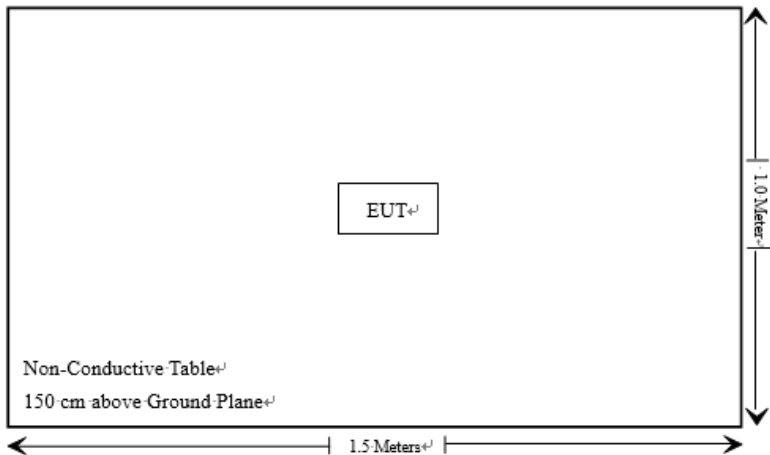 EUT
1.0 Meter
Non-Conductive Table
150 cm above Ground Plane
1.5 Meters